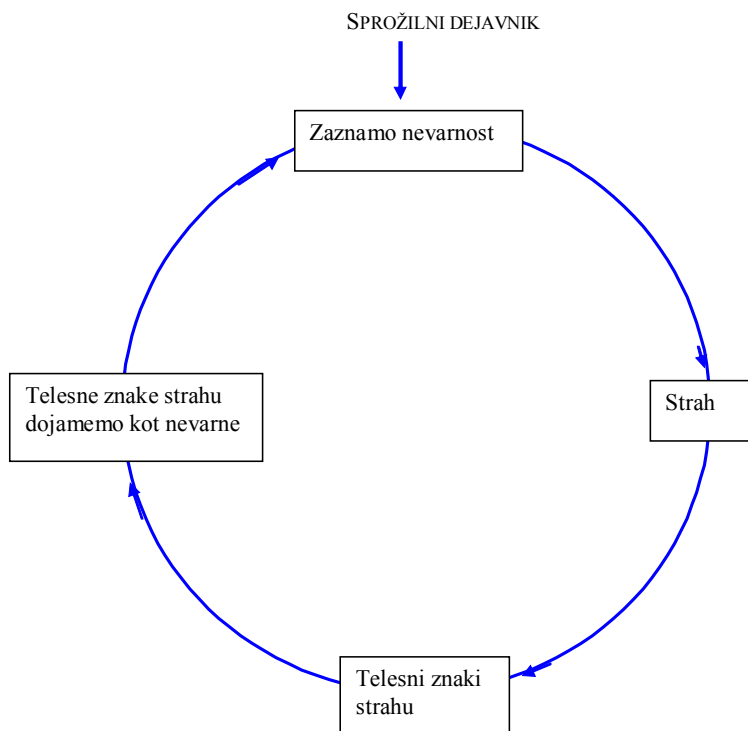 SPROŽILNI DEJAVNIK
Zaznamo nevarnost
Strah
Telesni znaki
strahu
Telesne znake strahu
dojamemo kot nevarne